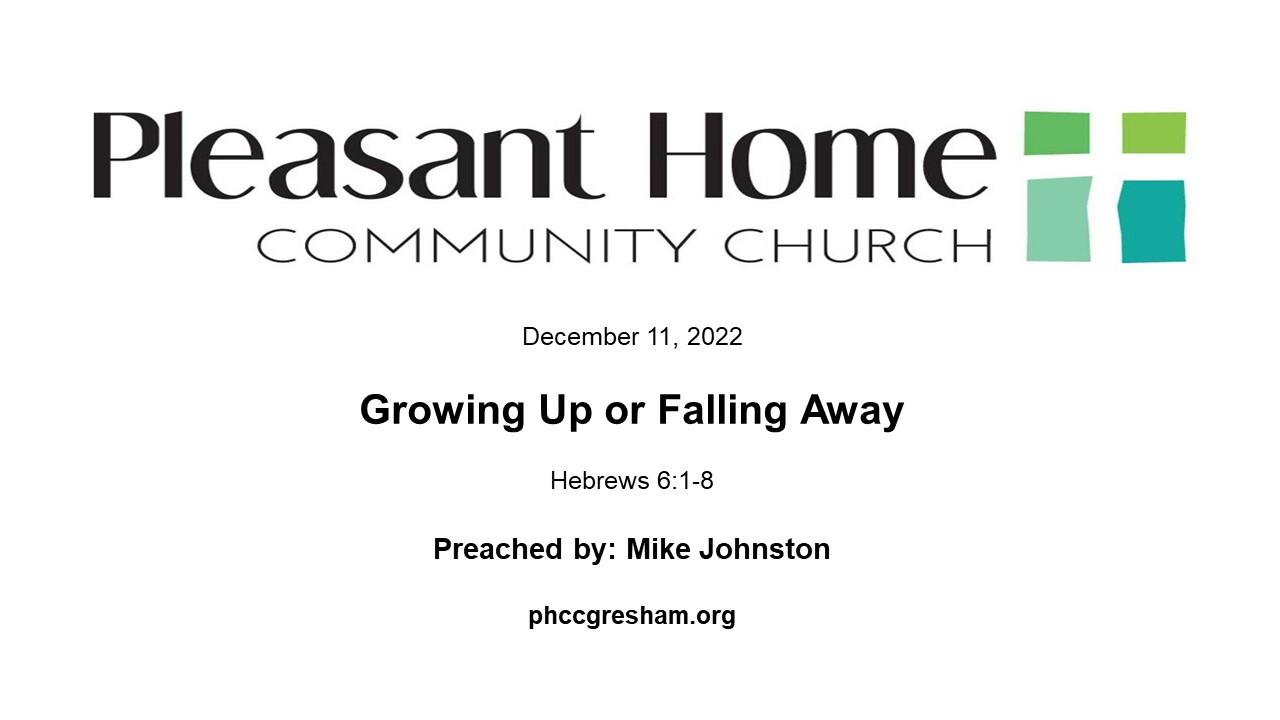 Pleasant Home
COMMUNITY CHURCH
December 11, 2022
Growing Up or Falling Away
Hebrews 6:1-8
Preached by: Mike Johnston
phccgresham.org